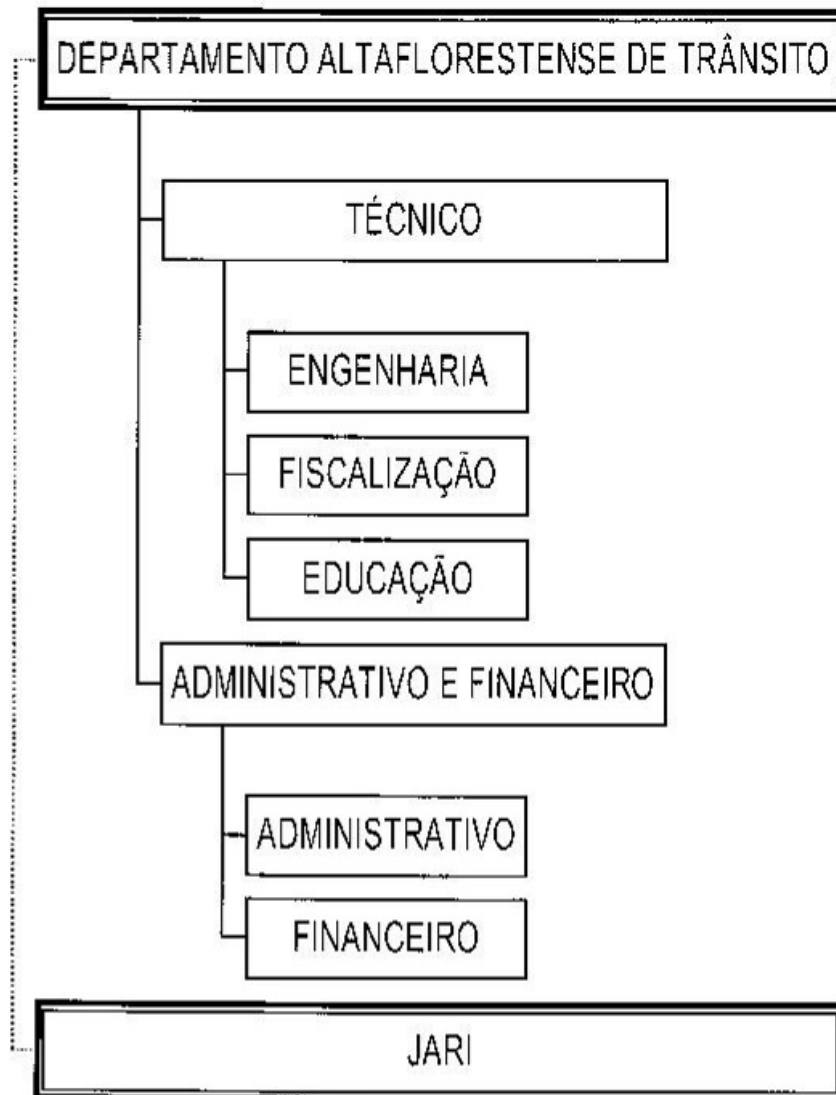 DEPARTAMENTO ALTAFLORESTENSE DE TRÂNSITO
TÉCNICO
ENGENHARIA
FISCALIZAÇÃO
EDUCAÇÃO
ADMINISTRATIVO E FINANCEIRO
ADMINISTRATIVO
FINANCEIRO
JARI